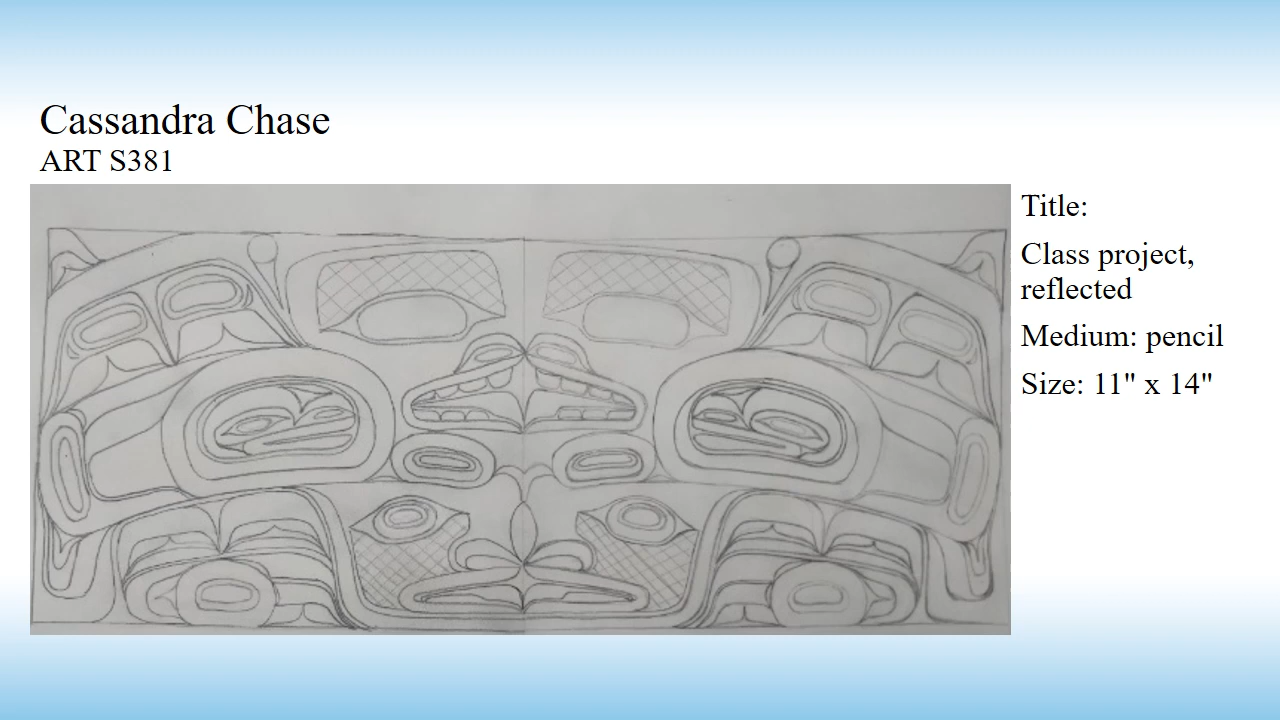 Cassandra Chase
ART S381
Title:
Class project,
reflected
Medium: pencil
Size: 11" x 14"